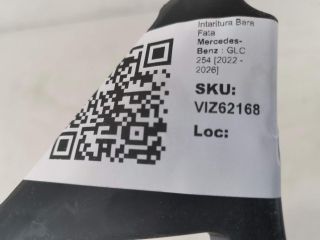 Intaritura Bara
Fata
Mercedes-
Benz : GLC
254 [2022 -
2026]
SKU:
VIZ62168
Loc: